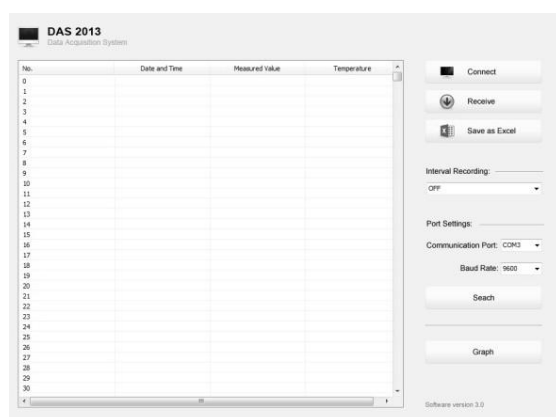 DAS 2013
Data Acquisition System
No. Date and Time Measured Value Temperature
0
1
2
3
4
5
6
7
8
9
10
11
12
13
14
15
16
17
18
19
20
21
22
23
24
25
26
27
28
29
30
Connect
Receive
Save as Excel
Interval Recording:
OFF
Port Settings:
Communication Port: COM3
Baud Rate: 9600
Seach
Graph
Software version 3.0